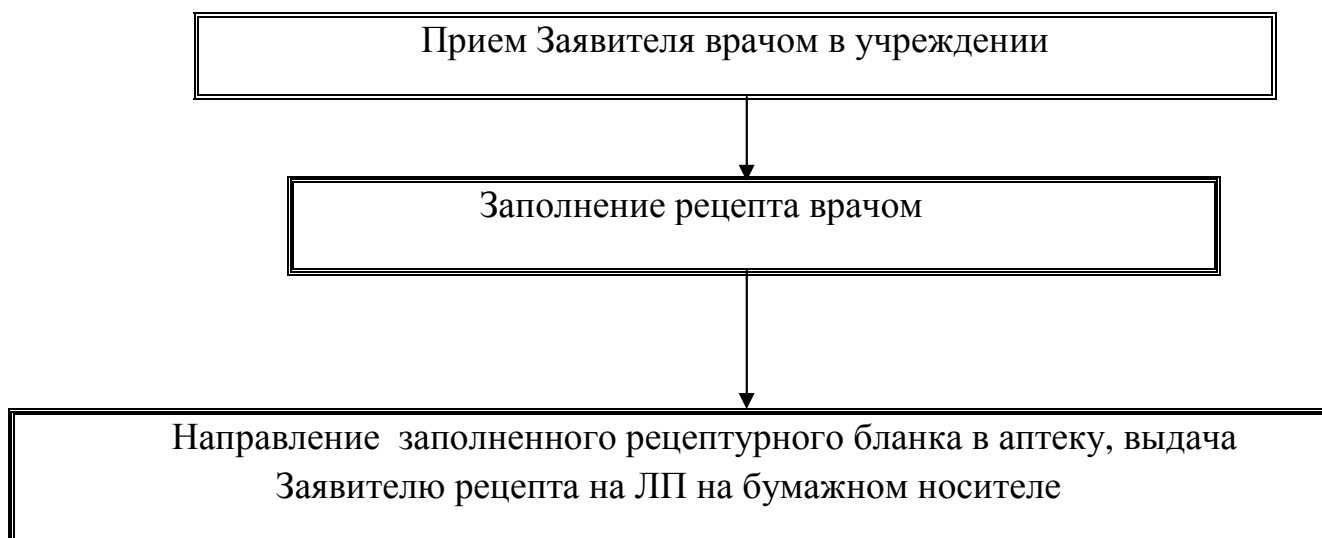 Прием Заявителя врачом в учреждении
Заполнение рецепта врачом
Направление заполненного рецептурного бланка в аптеку, выдача
Заявителю рецепта на ЛП на бумажном носителе